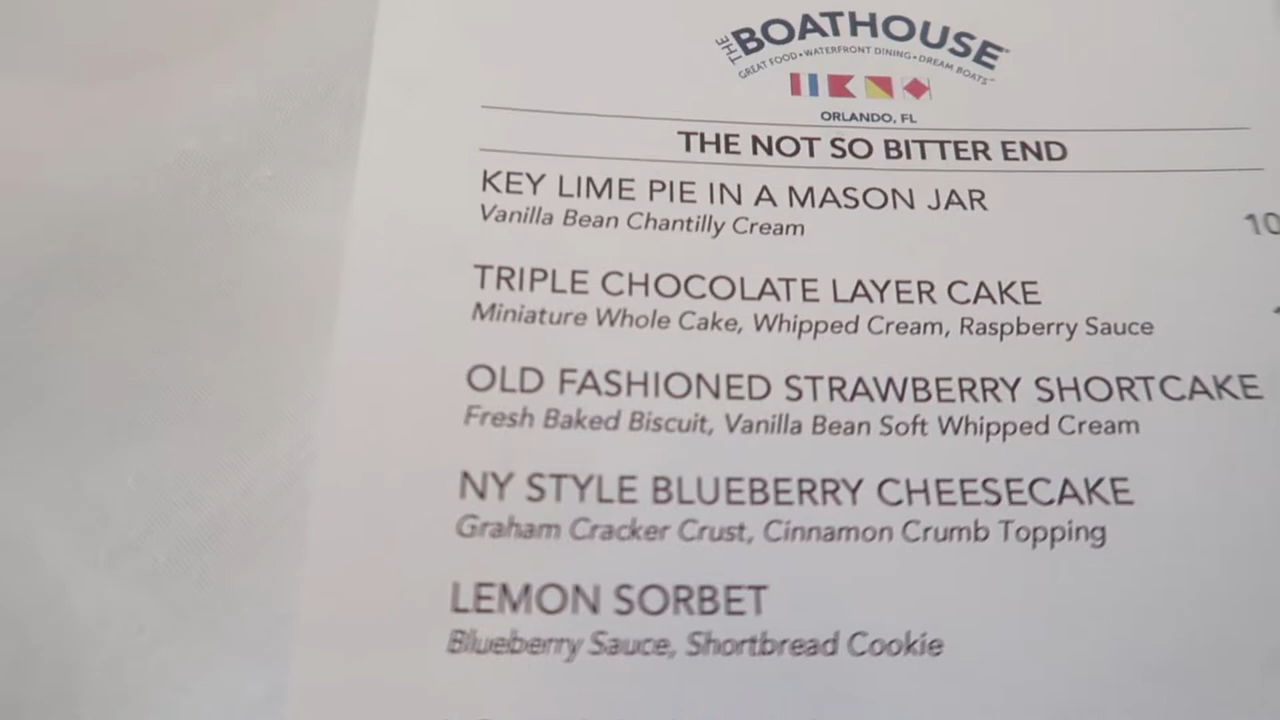 THE BOATHOUSE
GREAT FOOD • WATERFRONT DINING • DREAM BOATS
ORLANDO, FL
THE NOT SO BITTER END
KEY LIME PIE IN A MASON JAR
10
Vanilla Bean Chantilly Cream
TRIPLE CHOCOLATE LAYER CAKE
Miniature Whole Cake, Whipped Cream, Raspberry Sauce
OLD FASHIONED STRAWBERRY SHORTCAKE
Fresh Baked Biscuit, Vanilla Bean Soft Whipped Cream
NY STYLE BLUEBERRY CHEESECAKE
Graham Cracker Crust, Cinnamon Crumb Topping
LEMON SORBET
Blueberry Sauce, Shortbread Cookie